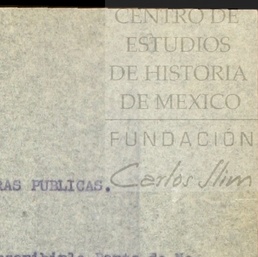 CENTRO DE
ESTUDIOS
DE HISTORIA
DE MEXICO
FUNDACIÓN
Carlos Slim
RAS PUBLICAS.